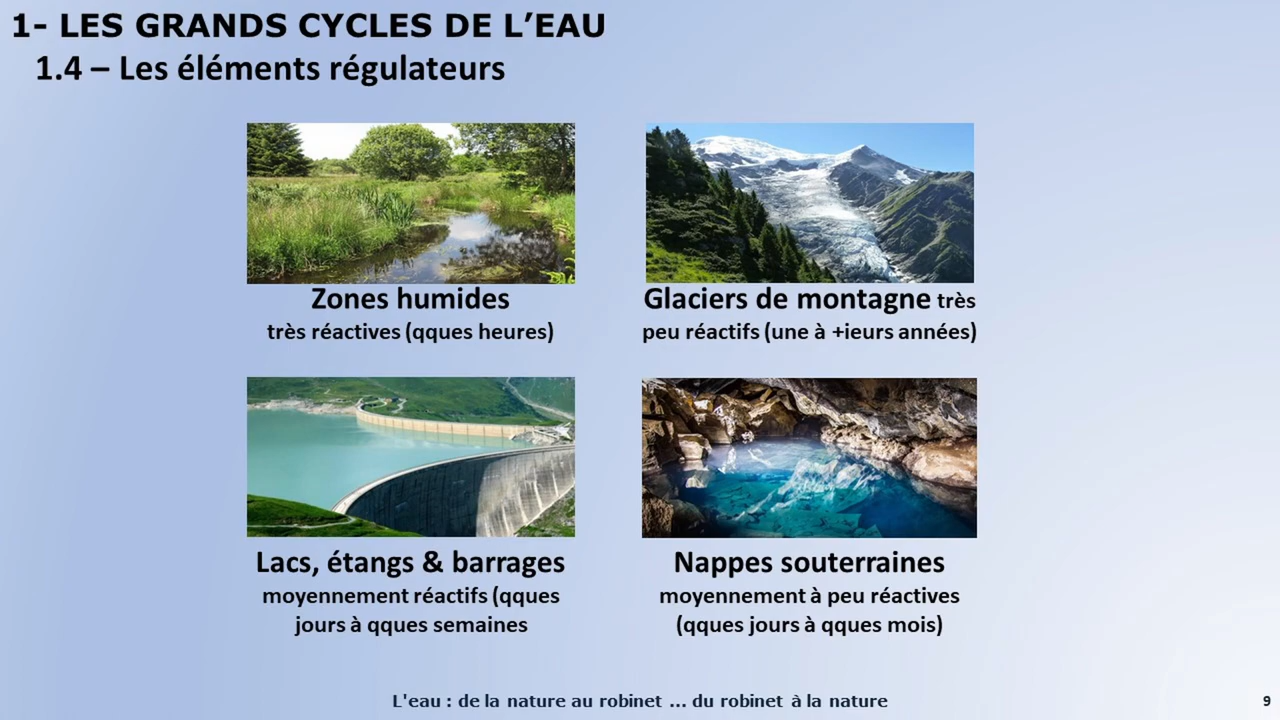 1- LES GRANDS CYCLES DE L’EAU
1.4 – Les éléments régulateurs
Zones humides
très réactives (qques heures)
Glaciers de montagne très
peu réactifs (une à +ieurs années)
Lacs, étangs & barrages
moyennement réactifs (qques
jours à qques semaines
Nappes souterraines
moyennement à peu réactives
(qques jours à qques mois)
L'eau : de la nature au robinet ... du robinet à la nature
9